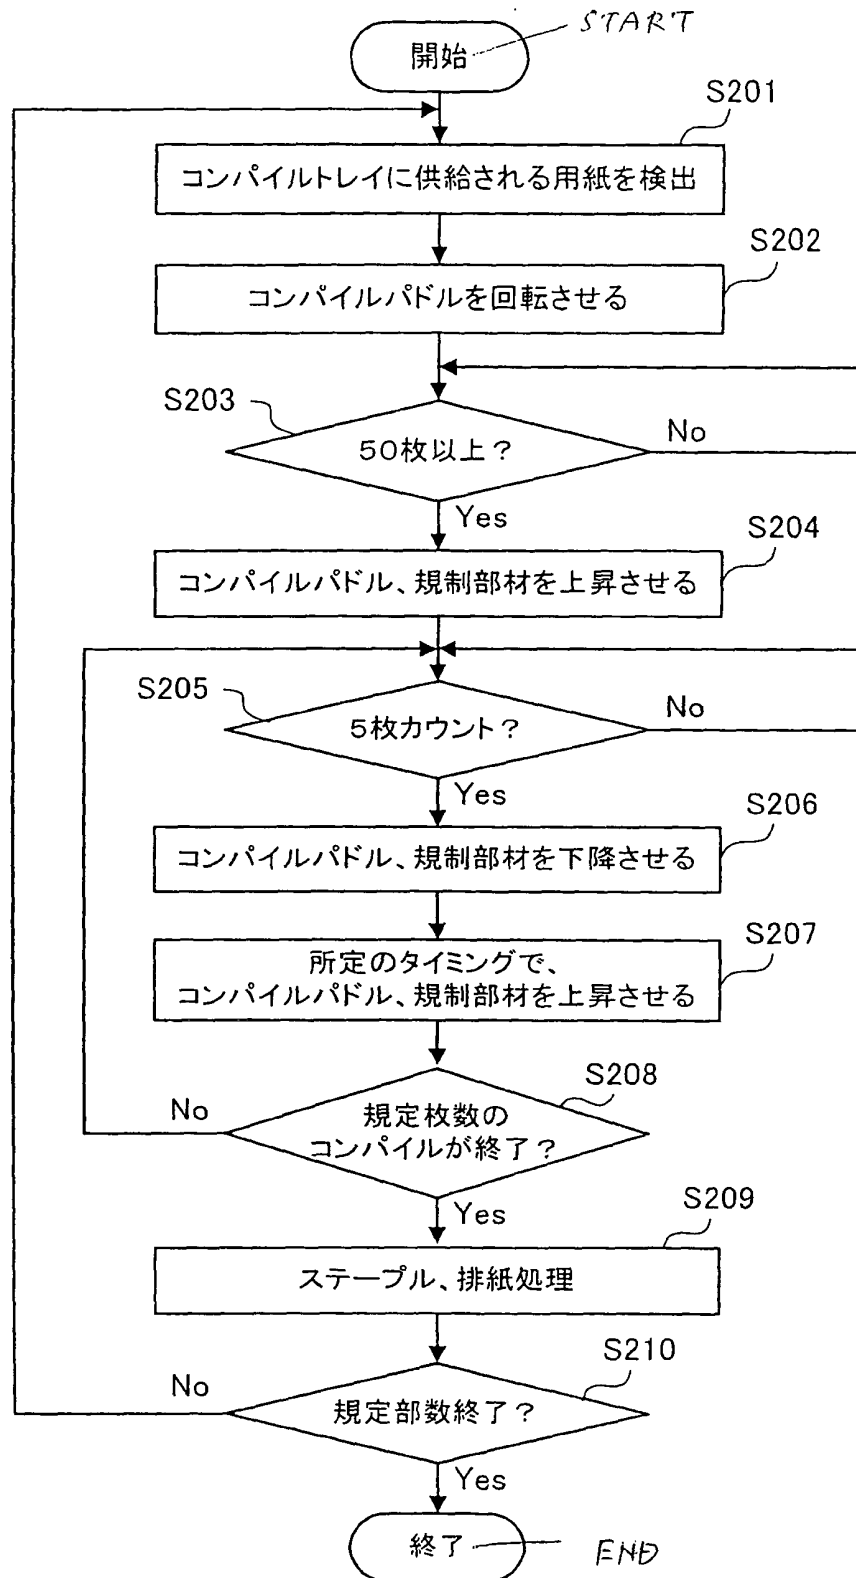 START
開始
S201
コンパイルトレイに供給される用紙を検出
S202
コンパイルパドルを回転させる
S203
50枚以上?
No
Yes
S204
コンパイルパドル、規制部材を上昇させる
S205
5枚カウント?
No
Yes
S206
コンパイルパドル、規制部材を下降させる
S207
所定のタイミングで、
コンパイルパドル、規制部材を上昇させる
S208
No
規定枚数の
コンパイルが終了?
Yes
S209
ステープル、排紙処理
S210
No
規定部数終了?
Yes
終了
END